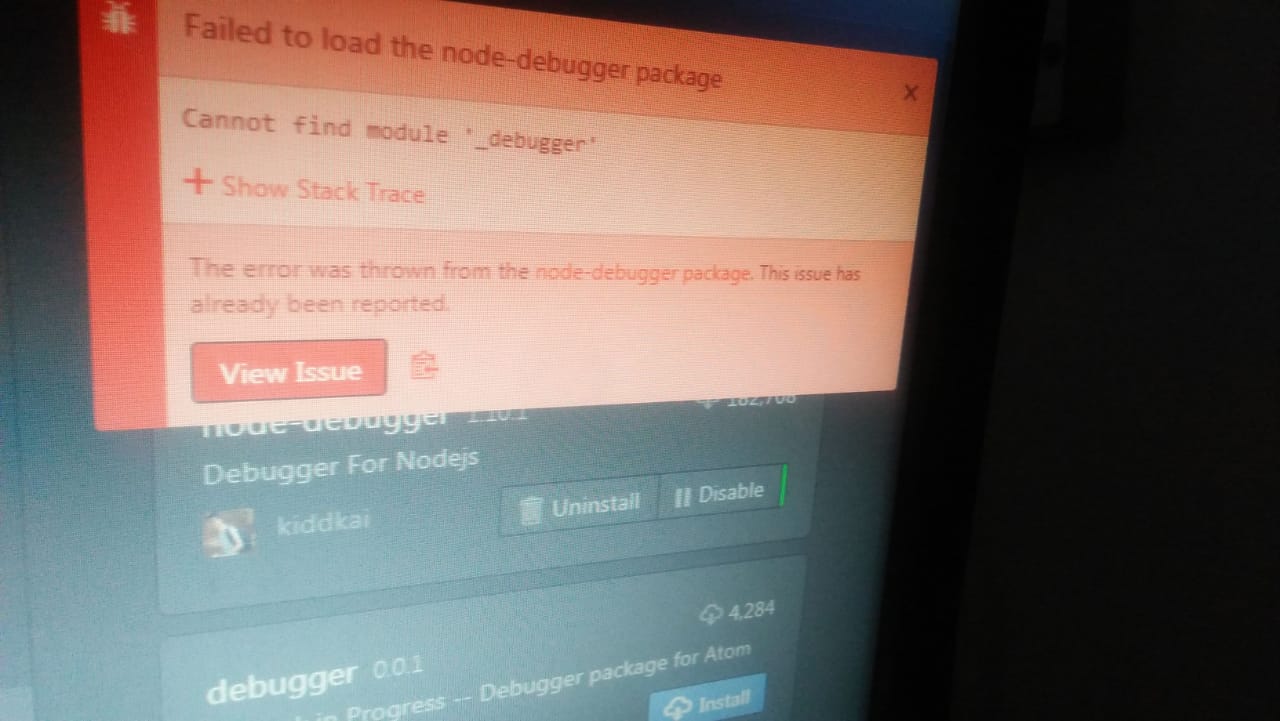 Failed to load the node-debugger package
Cannot find module '_debugger'
Show Stack Trace
The error was thrown from the node-debugger package. This issue has
already been reported.
View Issue
node-debugger 1.10.1 182,708
Debugger For Nodejs
Uninstall Disable
kiddkai
4,284
debugger 0.0.1
in Progress -- Debugger package for Atom
Install